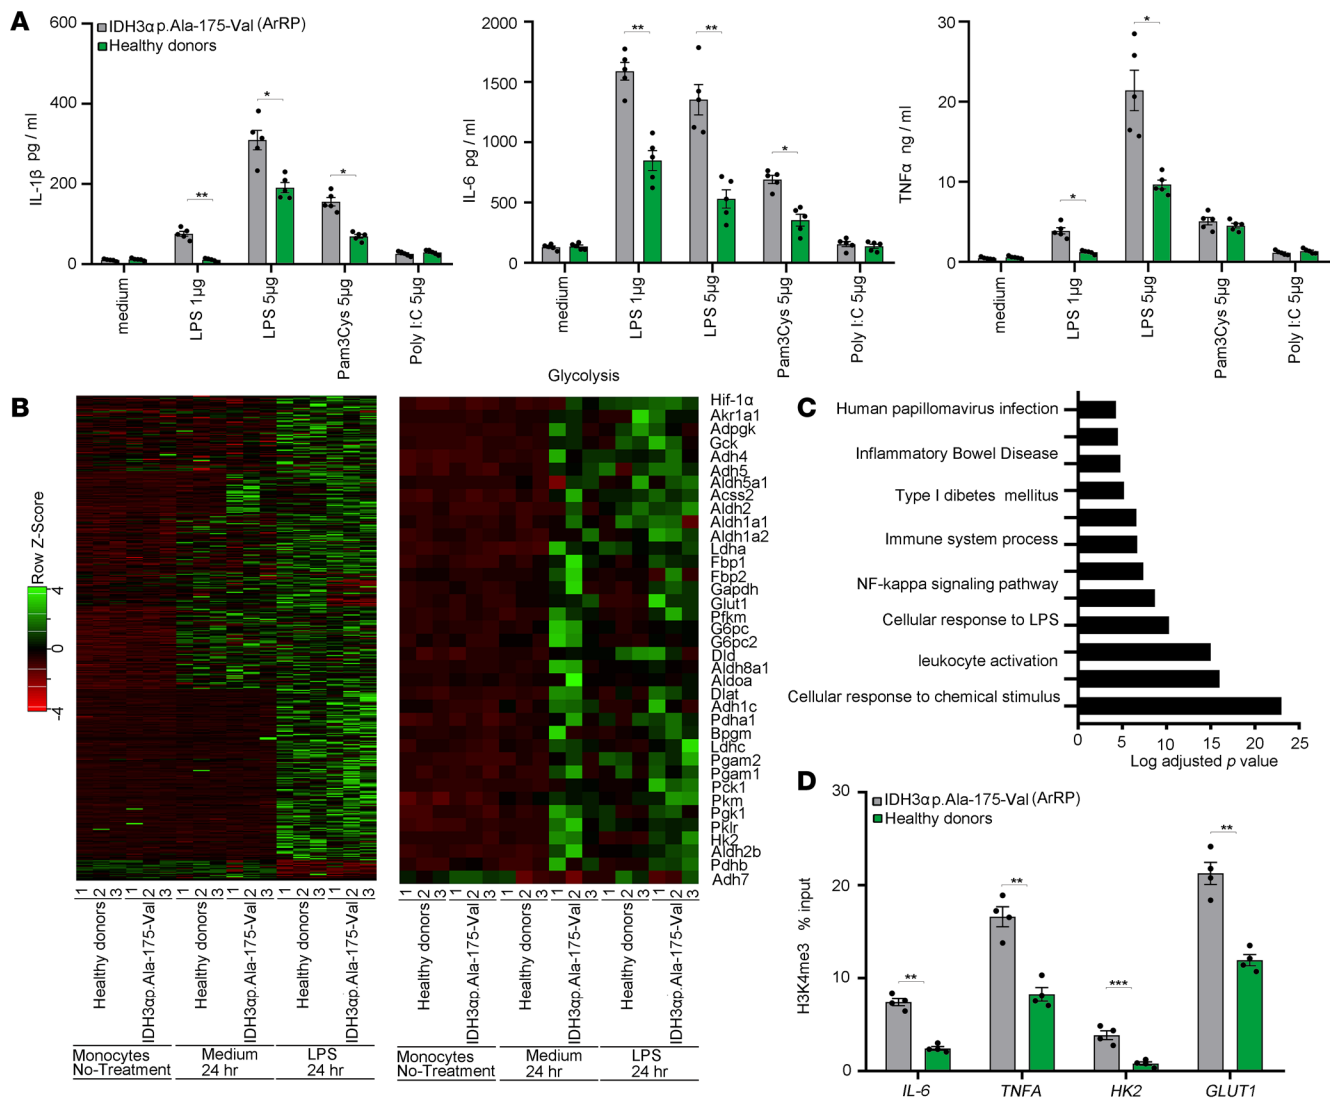 A
600
400
200
0
IL-1β pg / ml
IDH3α p.Ala-175-Val (ArRP)
Healthy donors
**
*
*
medium
LPS 1µg
LPS 5µg
Pam3Cys 5µg
Poly I:C 5µg
2000
1500
1000
500
0
IL-6 pg / ml
**
**
*
medium
LPS 1µg
LPS 5µg
Pam3Cys 5µg
Poly I:C 5µg
30
20
10
0
TNFα ng / ml
*
*
medium
LPS 1µg
LPS 5µg
Pam3Cys 5µg
Poly I:C 5µg
B
Row Z-Score
4
0
-4
1 2 3 1 2 3 1 2 3 1 2 3 1 2 3 1 2 3
Healthy donors
IDH3αp.Ala-175-Val
Healthy donors
IDH3αp.Ala-175-Val
Healthy donors
IDH3αp.Ala-175-Val
Monocytes
No-Treatment
Medium
24 hr
LPS
24 hr
Glycolysis
Hif-1α
Akr1a1
Adpgk
Gck
Adh4
Adh5
Aldh5a1
Acss2
Aldh2
Aldh1a1
Aldh1a2
Ldha
Fbp1
Fbp2
Gapdh
Glut1
Pfkm
G6pc
G6pc2
Dld
Aldh8a1
Aldoa
Dlat
Adh1c
Pdha1
Bpgm
Ldhc
Pgam2
Pgam1
Pck1
Pkm
Pgk1
Pklr
Hk2
Aldh2b
Pdhb
Adh7
1 2 3 1 2 3 1 2 3 1 2 3 1 2 3 1 2 3
Healthy donors
IDH3αp.Ala-175-Val
Healthy donors
IDH3αp.Ala-175-Val
Healthy donors
IDH3αp.Ala-175-Val
Monocytes
No-Treatment
Medium
24 hr
LPS
24 hr
C
Human papillomavirus infection
Inflammatory Bowel Disease
Type I dibetes mellitus
Immune system process
NF-kappa signaling pathway
Cellular response to LPS
leukocyte activation
Cellular response to chemical stimulus
0 5 10 15 20 25
Log adjusted p value
D
30
20
10
0
H3K4me3 % input
IDH3α p.Ala-175-Val (ArRP)
Healthy donors
**
**
***
**
IL-6
TNFA
HK2
GLUT1